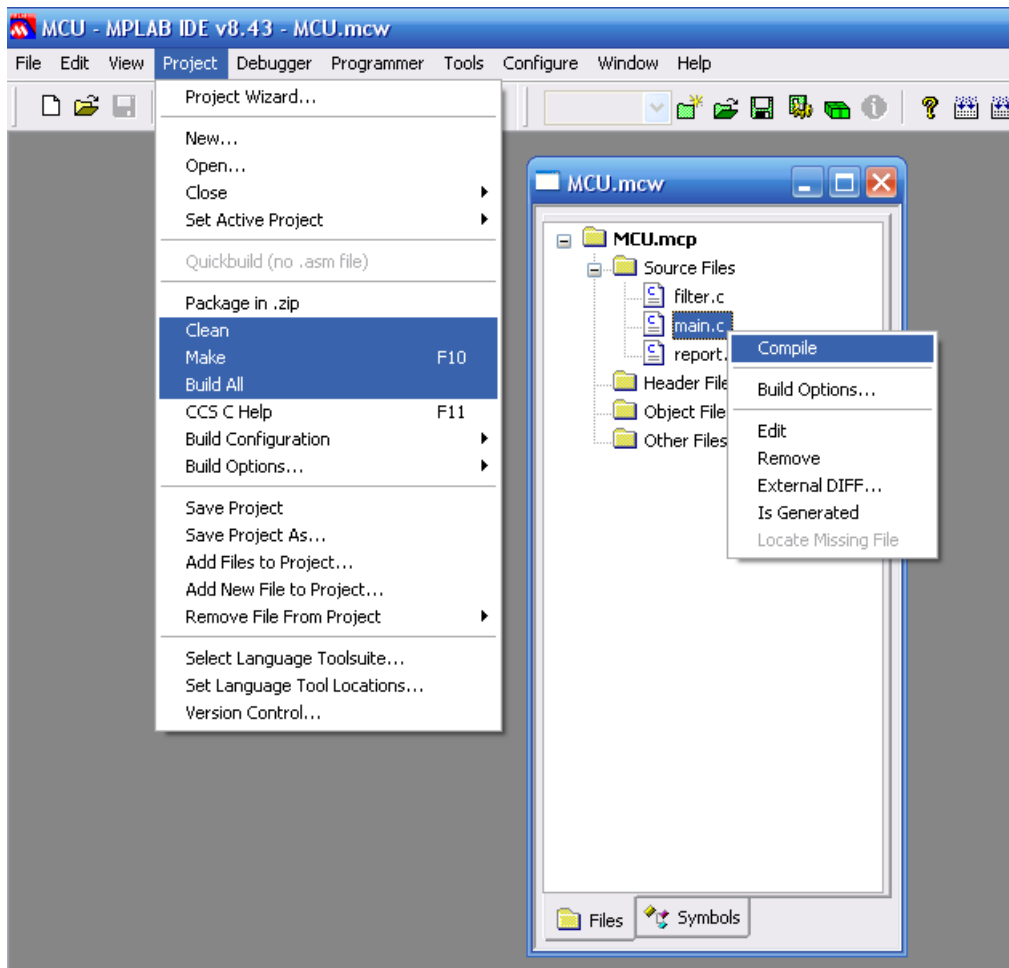 MCU - MPLAB IDE v8.43 - MCU.mcw
File Edit View Project Debugger Programmer Tools Configure Window Help
Project Wizard...
New...
Open...
Close
Set Active Project
Quickbuild (no .asm file)
Package in .zip
Clean
Make F10
Build All
CCS C Help F11
Build Configuration
Build Options...
Save Project
Save Project As...
Add Files to Project...
Add New File to Project...
Remove File From Project
Select Language Toolsuite...
Set Language Tool Locations...
Version Control...
MCU.mcw
MCU.mcp
Source Files
filter.c
main.c
report.
Header File
Object File
Other Files
Compile
Build Options...
Edit
Remove
External DIFF...
Is Generated
Locate Missing File
Files Symbols